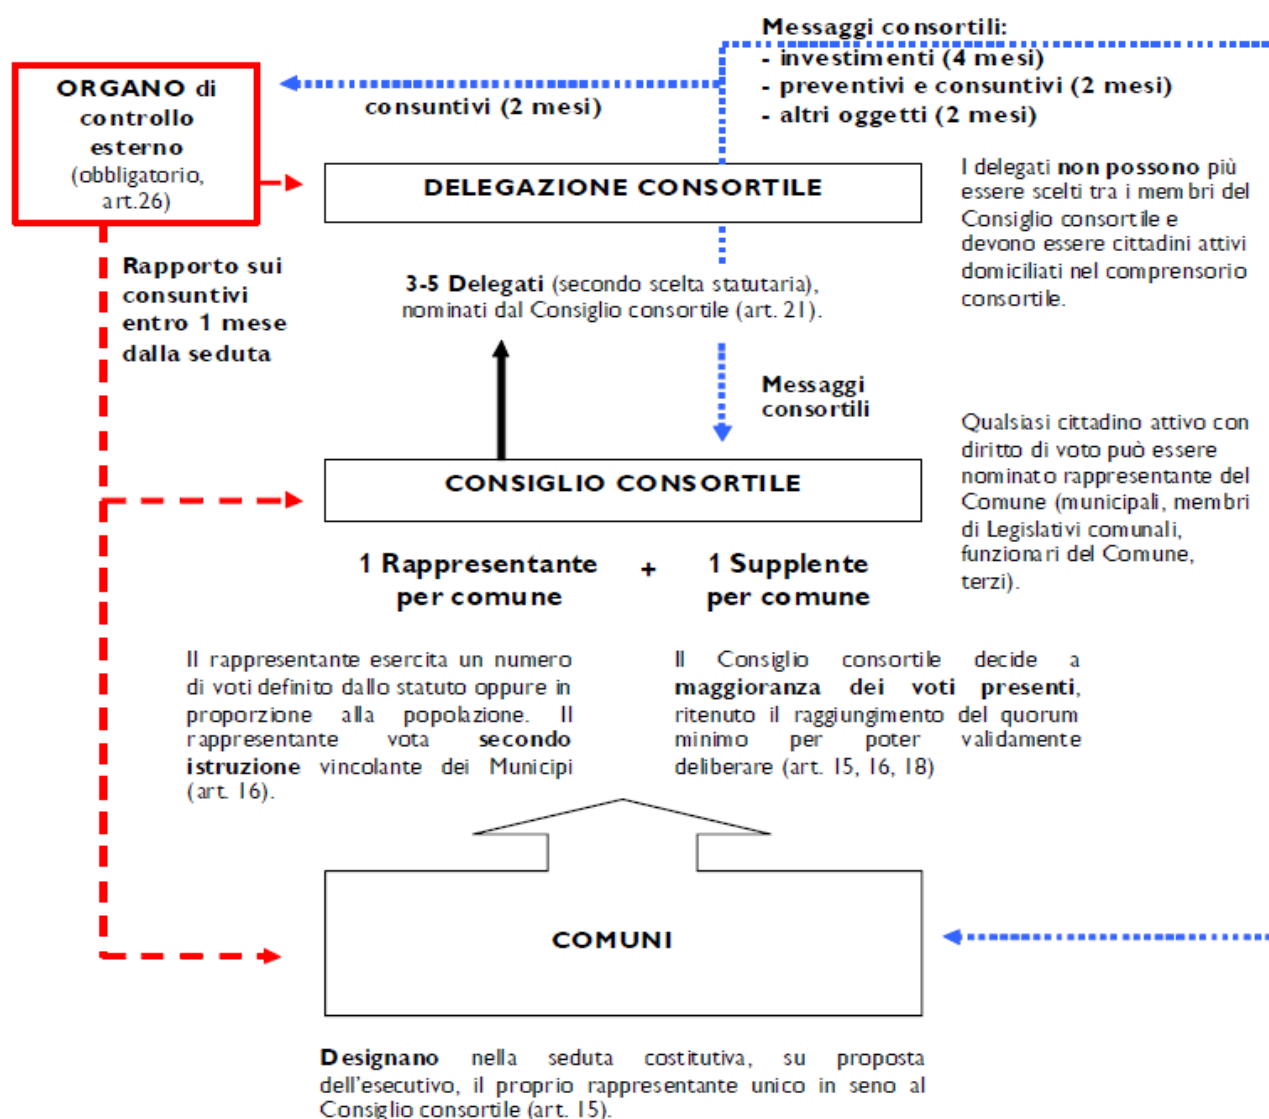 Messaggi consortili:
- investimenti (4 mesi)
- preventivi e consuntivi (2 mesi)
- altri oggetti (2 mesi)
consuntivi (2 mesi)
ORGANO di
controllo
esterno
(obbligatorio,
art.26)
DELEGAZIONE CONSORTILE
I delegati non possono più
essere scelti tra i membri del
Consiglio consortile e
devono essere cittadini attivi
domiciliati nel comprensorio
consortile.
Rapporto sui
consuntivi
entro 1 mese
dalla seduta
3-5 Delegati (secondo scelta statutaria),
nominati dal Consiglio consortile (art. 21).
Messaggi
consortili
CONSIGLIO CONSORTILE
Qualsiasi cittadino attivo con
diritto di voto può essere
nominato rappresentante del
Comune (municipali, membri
di Legislativi comunali,
funzionari del Comune,
terzi).
1 Rappresentante
per comune
+
1 Supplente
per comune
Il rappresentante esercita un numero
di voti definito dallo statuto oppure in
proporzione alla popolazione. Il
rappresentante vota secondo
istruzione vincolante dei Municipi
(art. 16).
Il Consiglio consortile decide a
maggioranza dei voti presenti,
ritenuto il raggiungimento del quorum
minimo per poter validamente
deliberare (art. 15, 16, 18)
COMUNI
Designano nella seduta costitutiva, su proposta
dell'esecutivo, il proprio rappresentante unico in seno al
Consiglio consortile (art. 15).